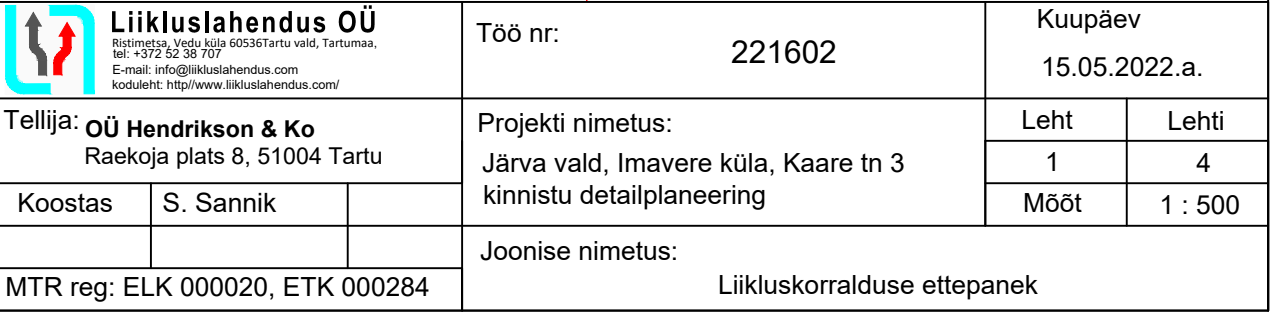 Liikluslahendus OÜ
Ristimetsa, Vedu küla 60536Tartu vald, Tartumaa,
tel: +372 52 38 707
E-mail: info@liikluslahendus.com
koduleht: http//www.liikluslahendus.com/
Töö nr:
221602
Kuupäev
15.05.2022.a.
Tellija: OÜ Hendrikson & Ko
Raekoja plats 8, 51004 Tartu
Projekti nimetus:
Järva vald, Imavere küla, Kaare tn 3
kinnistu detailplaneering
Leht Lehti
1 4
Mõõt 1 : 500
Koostas S. Sannik
MTR reg: ELK 000020, ETK 000284
Joonise nimetus:
Liikluskorralduse ettepanek